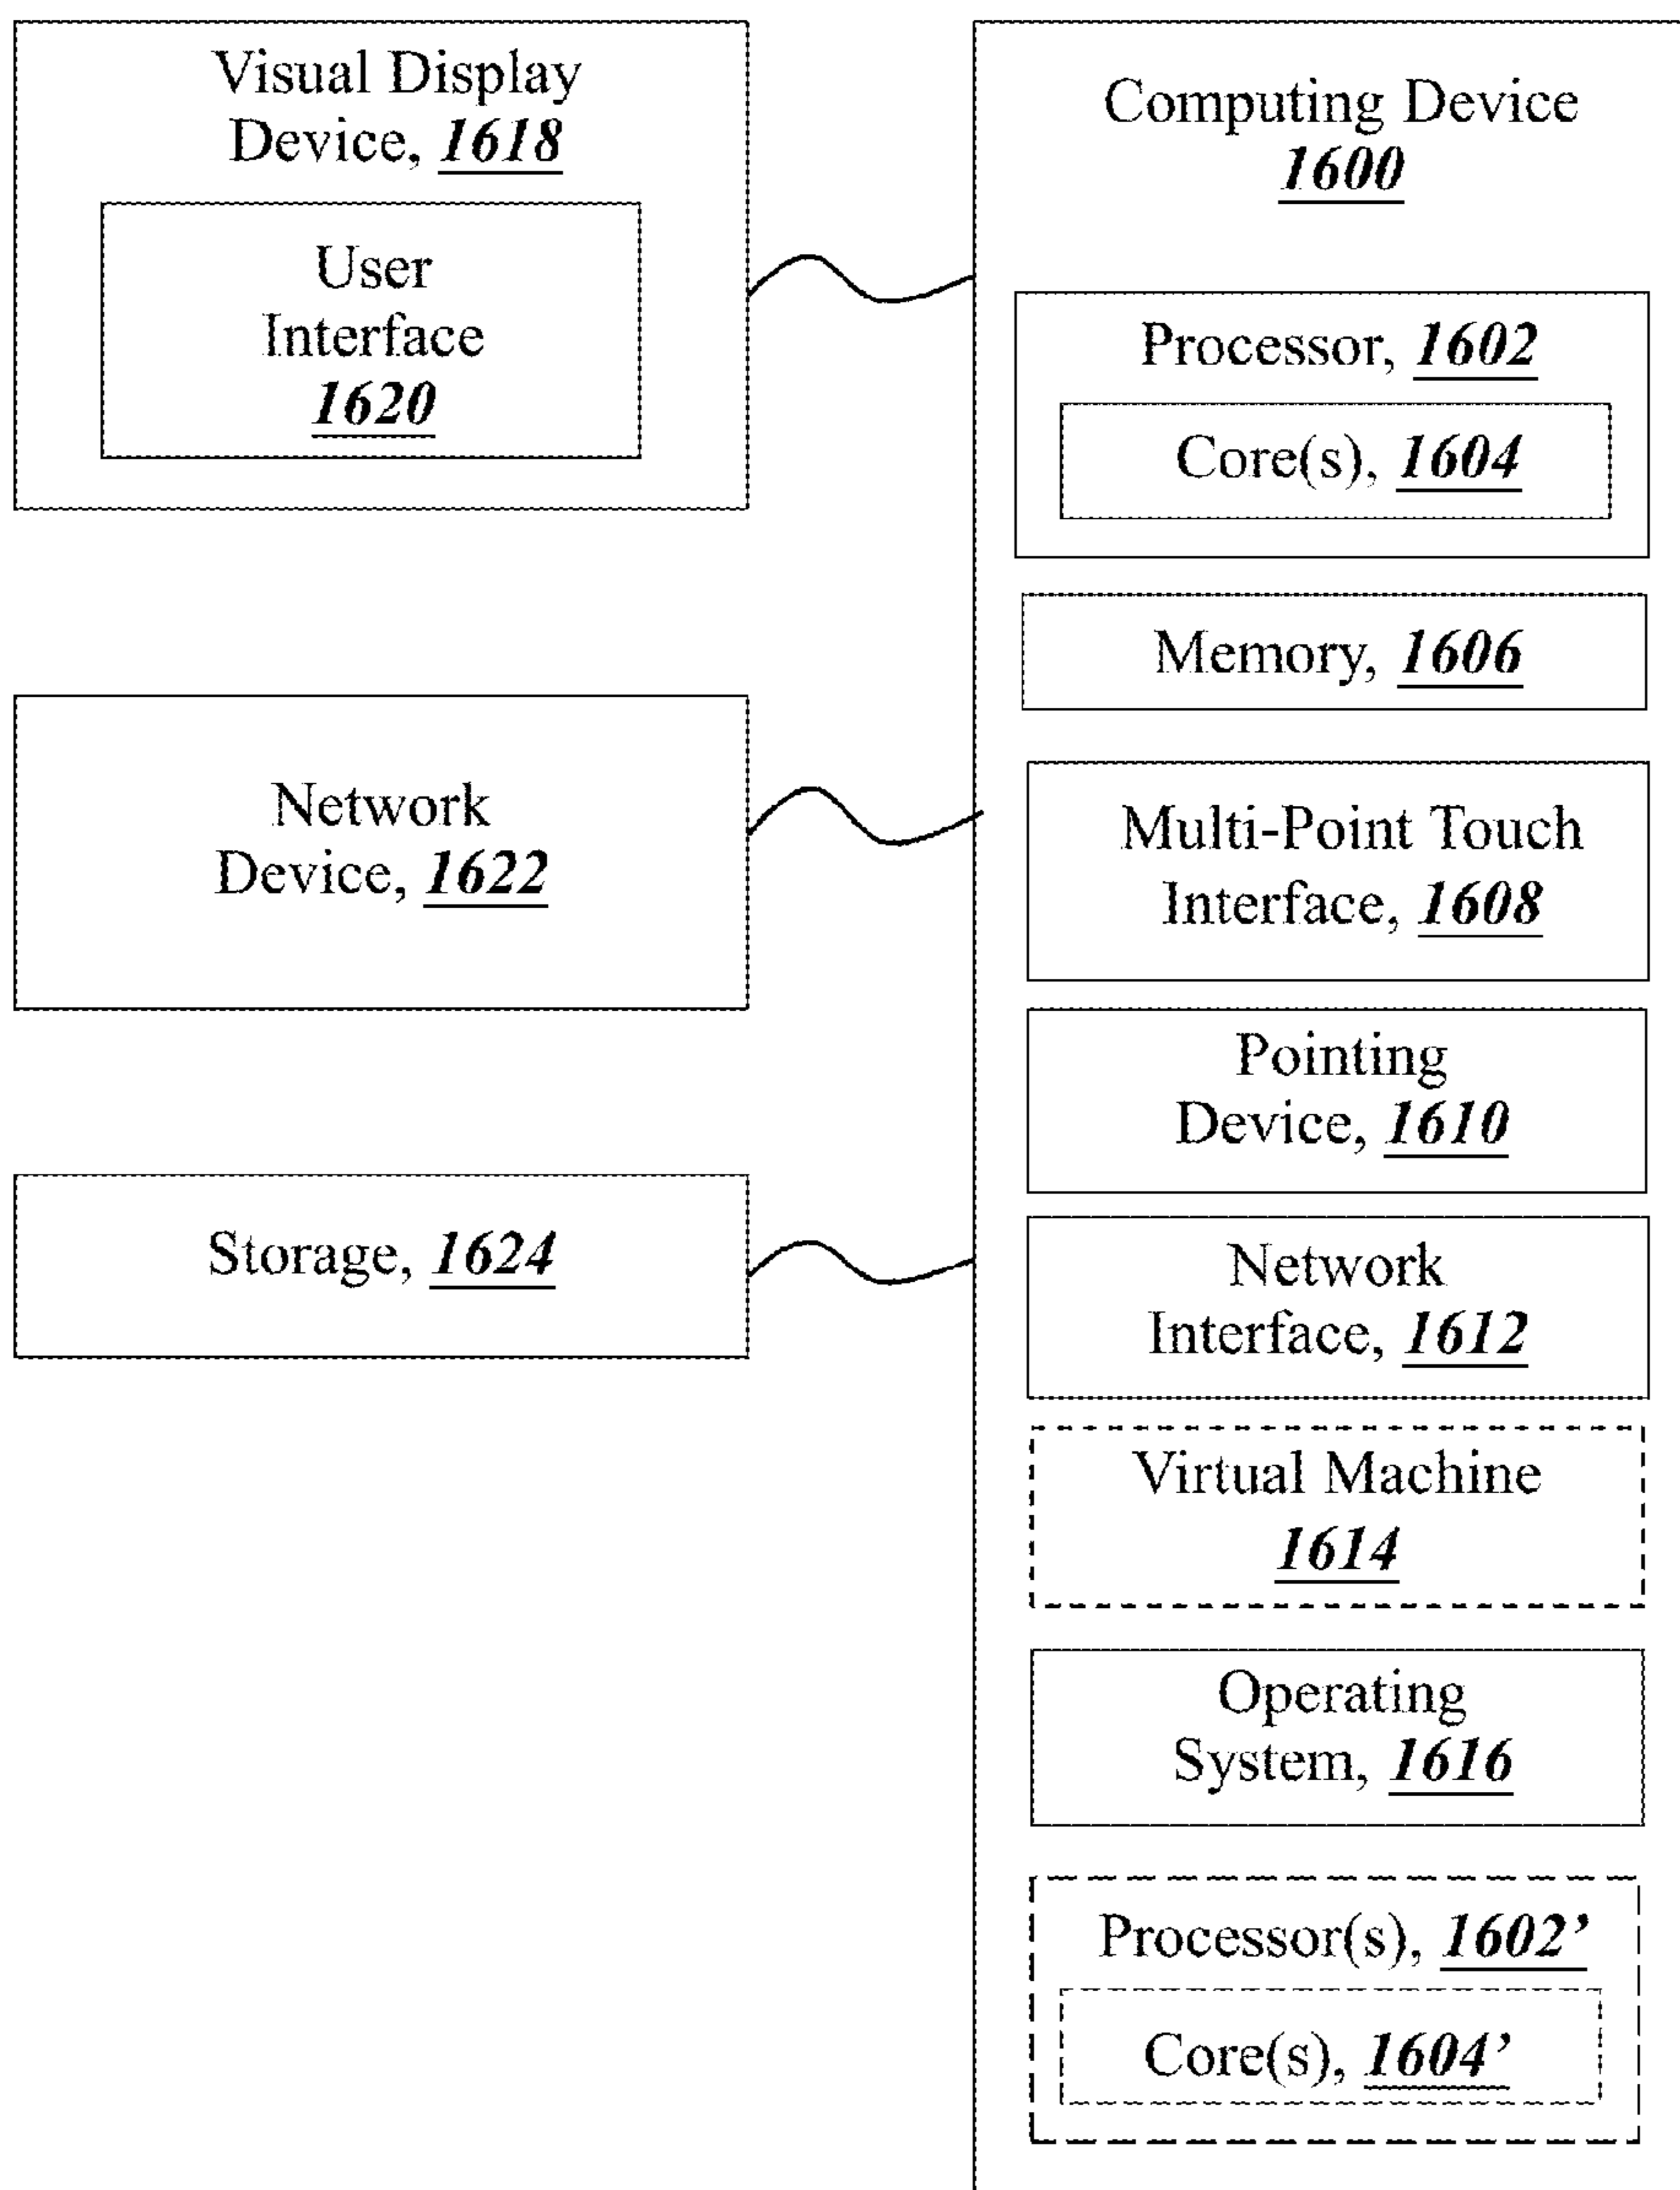 Visual Display
Device, 1618
User
Interface
1620
Network
Device, 1622
Storage, 1624
Computing Device
1600
Processor, 1602
Core(s), 1604
Memory, 1606
Multi-Point Touch
Interface, 1608
Pointing
Device, 1610
Network
Interface, 1612
Virtual Machine
1614
Operating
System, 1616
Processor(s), 1602’
Core(s), 1604’